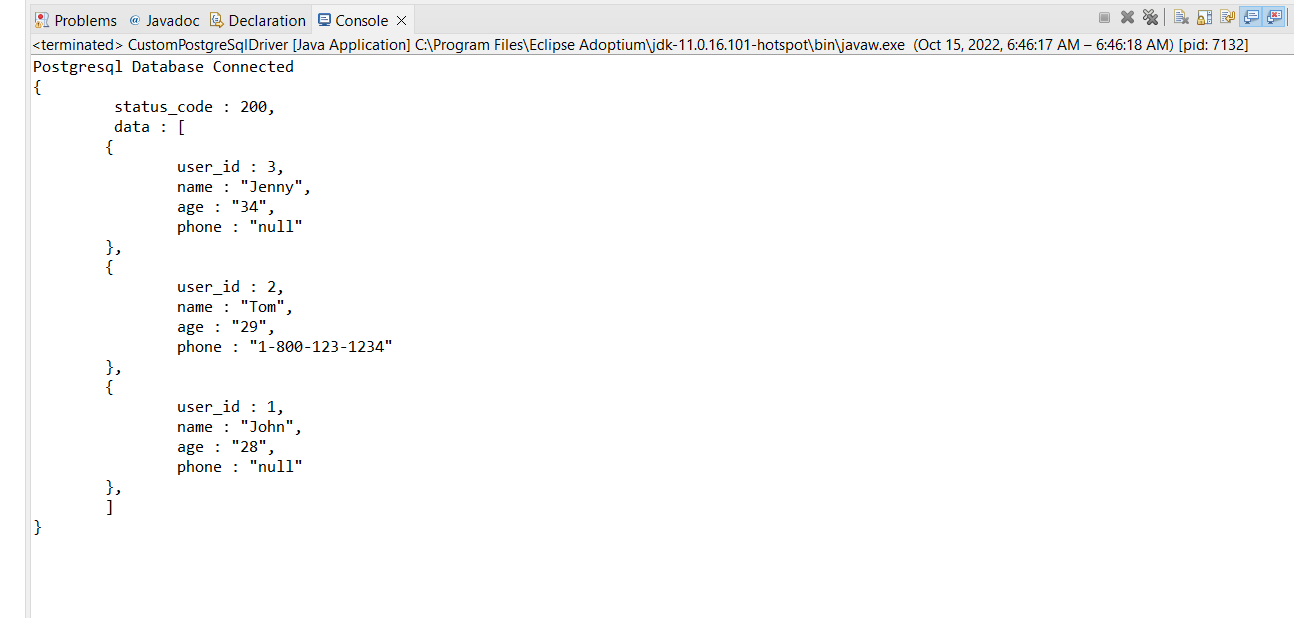 Problems @ Javadoc Declaration Console
<terminated> CustomPostgreSqlDriver [Java Application] C:\Program Files\Eclipse Adoptium\jdk-11.0.16.101-hotspot\bin\javaw.exe (Oct 15, 2022, 6:46:17 AM – 6:46:18 AM) [pid: 7132]
Postgresql Database Connected
{
status_code : 200,
data : [
{
user_id : 3,
name : "Jenny",
age : "34",
phone : "null"
},
{
user_id : 2,
name : "Tom",
age : "29",
phone : "1-800-123-1234"
},
{
user_id : 1,
name : "John",
age : "28",
phone : "null"
},
]
}